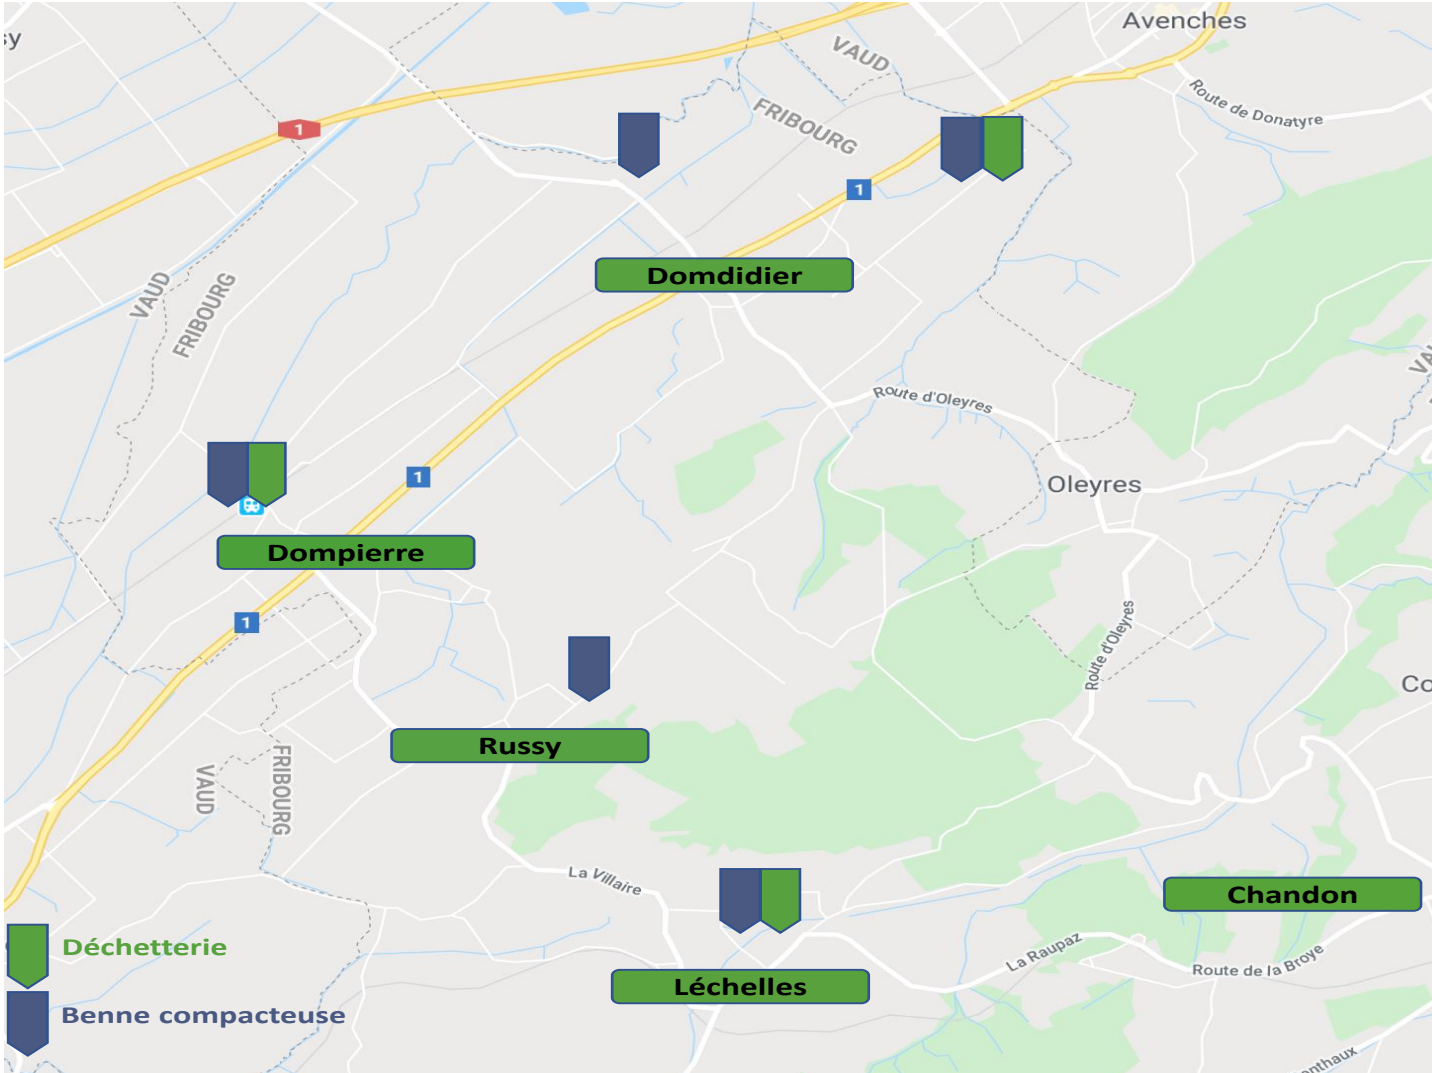 Avenches
VAUD
FRIBOURG
Route de Donatyre
1
1
Domdidier
VAUD
FRIBOURG
Route d'Oleyres
Oleyres
1
Dompierre
1
Route d'Oleyres
Russy
VAUD
FRIBOURG
La Villaire
Chandon
Déchetterie
La Raupaz
Route de la Broye
Léchelles
Benne compacteuse